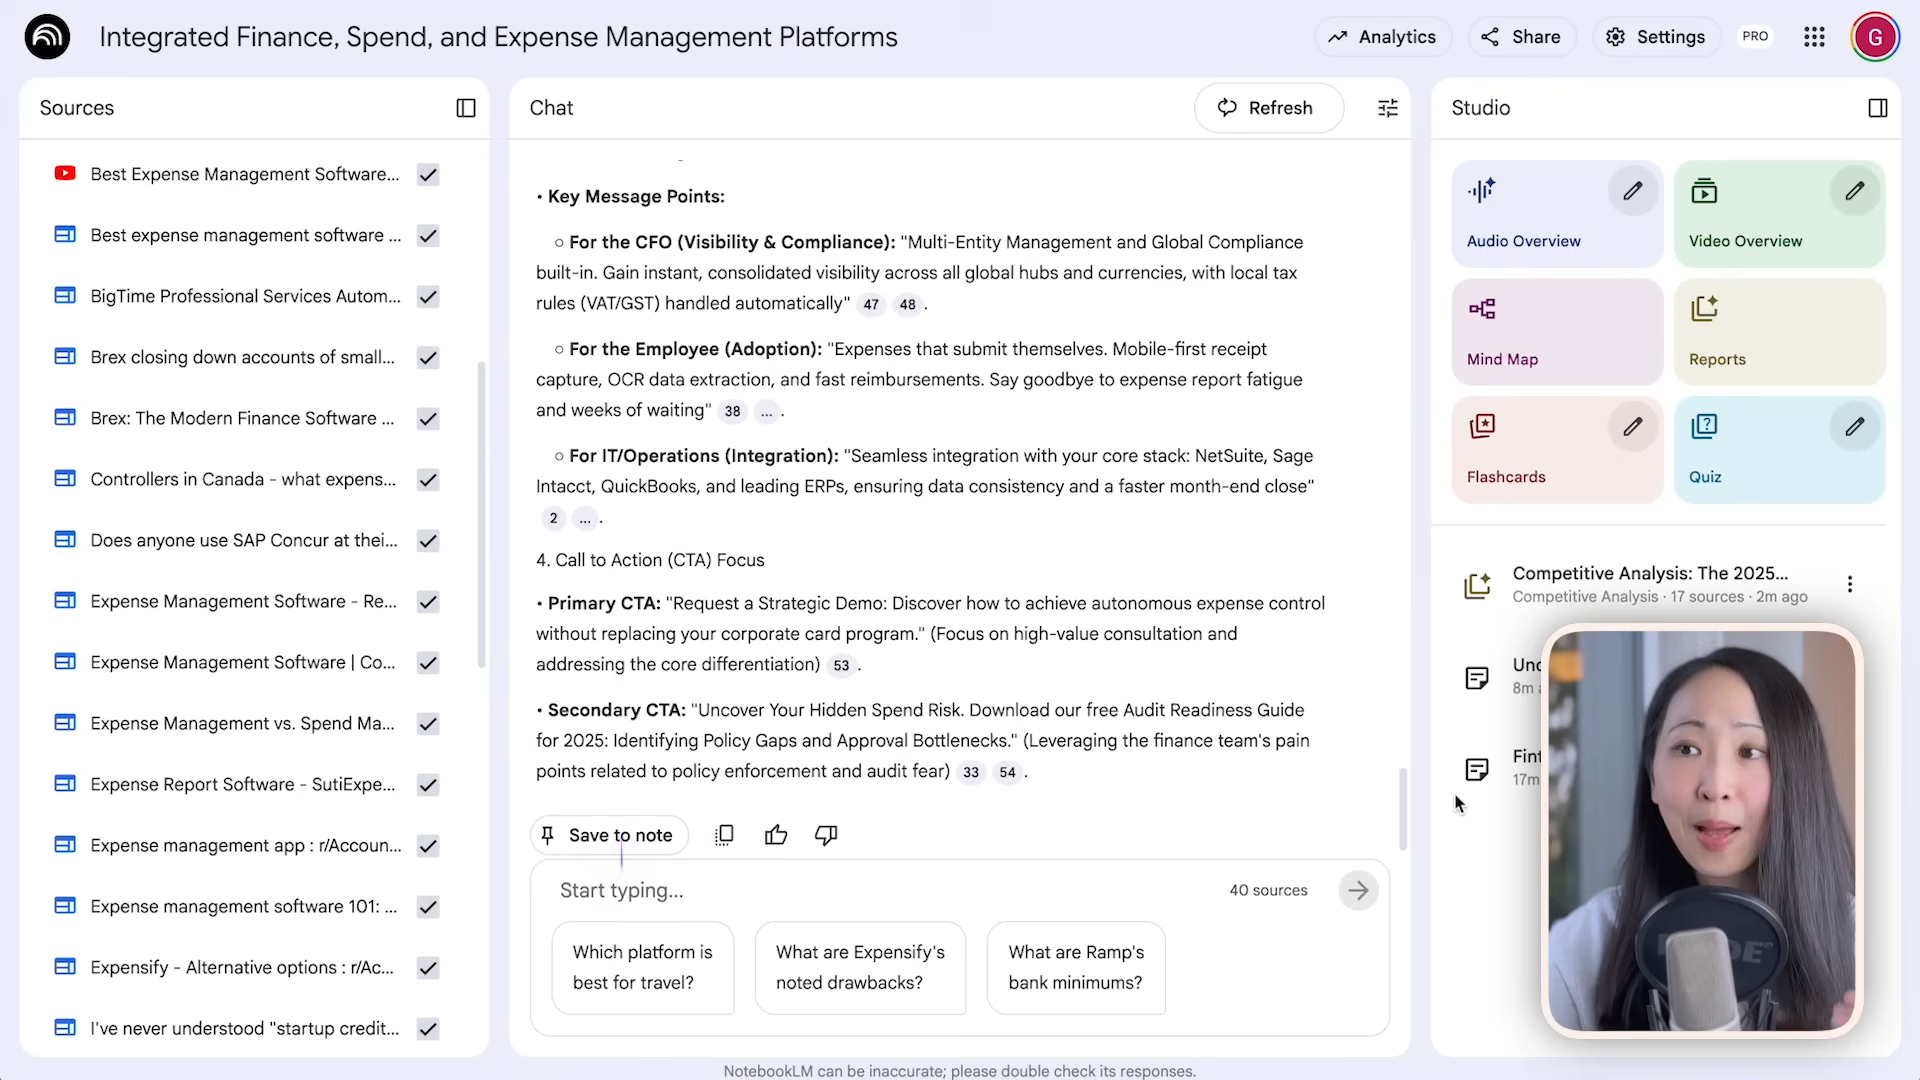 Integrated Finance, Spend, and Expense Management Platforms
Analytics
Share
Settings
PRO
G
Sources
Best Expense Management Software...
Best expense management software ...
BigTime Professional Services Autom...
Brex closing down accounts of small...
Brex: The Modern Finance Software ...
Controllers in Canada - what expens...
Does anyone use SAP Concur at thei...
Expense Management Software - Re...
Expense Management Software | Co...
Expense Management vs. Spend Ma...
Expense Report Software - SutiExpe...
Expense management app : r/Accoun...
Expense management software 101: ...
Expensify - Alternative options : r/Ac...
I've never understood "startup credit...
Chat
Refresh
• Key Message Points:
○ For the CFO (Visibility & Compliance): "Multi-Entity Management and Global Compliance
built-in. Gain instant, consolidated visibility across all global hubs and currencies, with local tax
rules (VAT/GST) handled automatically" 47 48 .
○ For the Employee (Adoption): "Expenses that submit themselves. Mobile-first receipt
capture, OCR data extraction, and fast reimbursements. Say goodbye to expense report fatigue
and weeks of waiting" 38 ... .
○ For IT/Operations (Integration): "Seamless integration with your core stack: NetSuite, Sage
Intacct, QuickBooks, and leading ERPs, ensuring data consistency and a faster month-end close"
2 ... .
4. Call to Action (CTA) Focus
• Primary CTA: "Request a Strategic Demo: Discover how to achieve autonomous expense control
without replacing your corporate card program." (Focus on high-value consultation and
addressing the core differentiation) 53 .
• Secondary CTA: "Uncover Your Hidden Spend Risk. Download our free Audit Readiness Guide
for 2025: Identifying Policy Gaps and Approval Bottlenecks." (Leveraging the finance team's pain
points related to policy enforcement and audit fear) 33 54 .
Save to note
Start typing...
40 sources
Which platform is
best for travel?
What are Expensify's
noted drawbacks?
What are Ramp's
bank minimums?
NotebookLM can be inaccurate; please double check its responses.
Studio
Audio Overview
Video Overview
Mind Map
Reports
Flashcards
Quiz
Competitive Analysis: The 2025...
Competitive Analysis · 17 sources · 2m ago
8m
17m